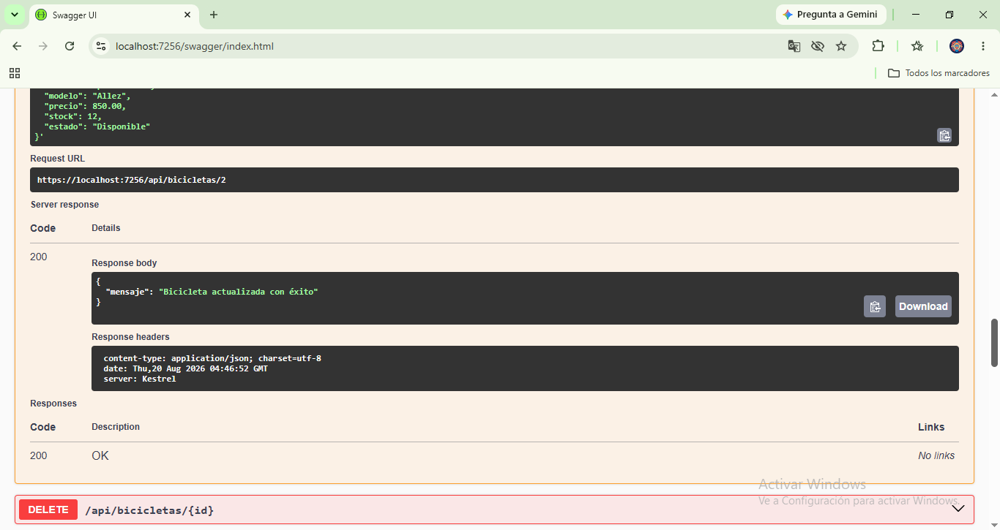 Swagger UI
Pregunta a Gemini
localhost:7256/swagger/index.html
Todos los marcadores
"modelo": "Allez",
"precio": 850.00,
"stock": 12,
"estado": "Disponible"
}'
Request URL
https://localhost:7256/api/bicicletas/2
Server response
Code Details
200
Response body
{
"mensaje": "Bicicleta actualizada con éxito"
}
Download
Response headers
content-type: application/json; charset=utf-8
date: Thu,20 Aug 2026 04:46:52 GMT
server: Kestrel
Responses
Code Description Links
200 OK No links
Activar Windows
Ve a Configuración para activar Windows.
DELETE /api/bicicletas/{id}